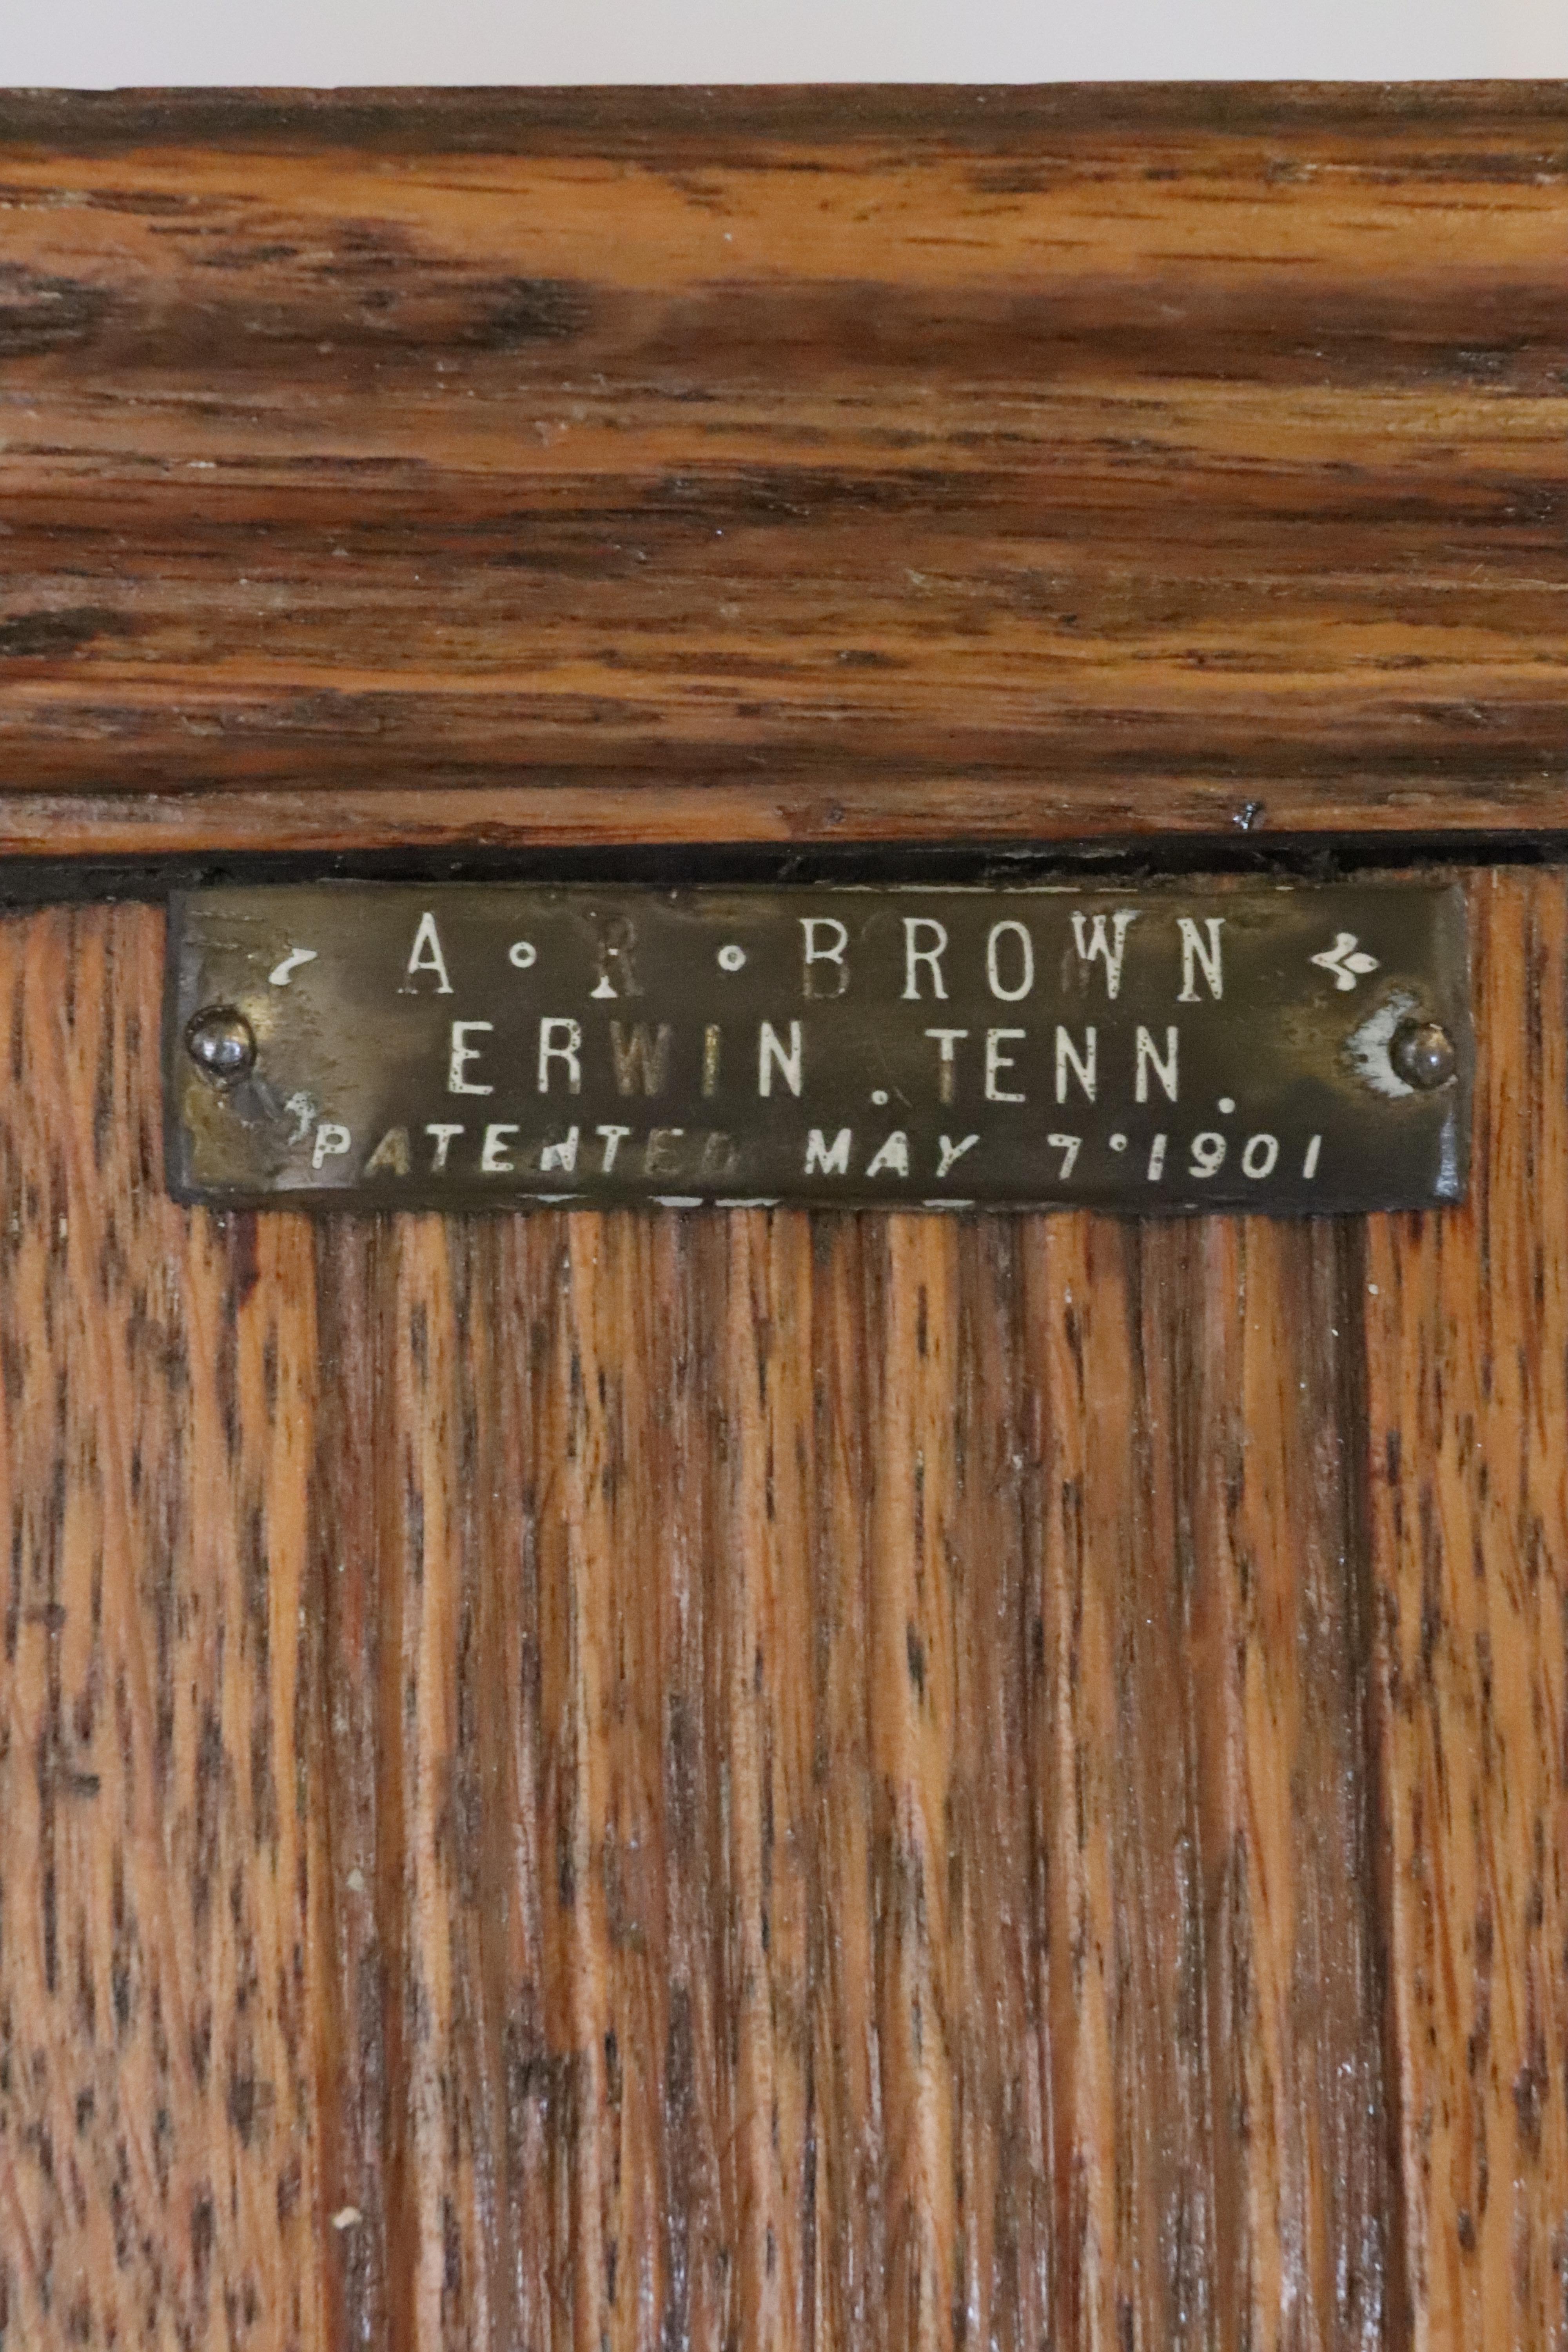 A ∘ R ∘ BROWN
ERWIN . TENN.
PATENTED MAY 7°1901